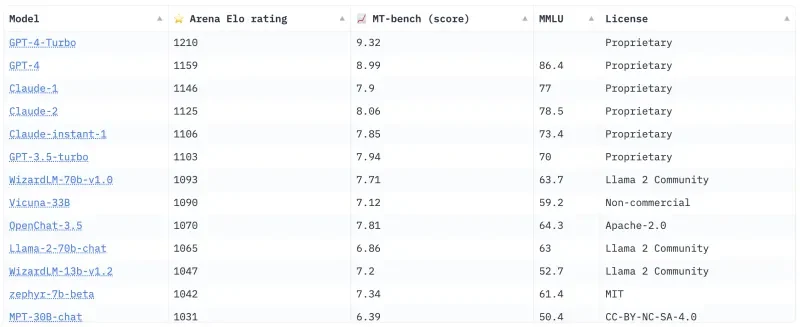 Model ▲ ⭐ Arena Elo rating ▲ 📈 MT-bench (score) ▲ MMLU ▲ License ▲
GPT-4-Turbo 1210 9.32 Proprietary
GPT-4 1159 8.99 86.4 Proprietary
Claude-1 1146 7.9 77 Proprietary
Claude-2 1125 8.06 78.5 Proprietary
Claude-instant-1 1106 7.85 73.4 Proprietary
GPT-3.5-turbo 1103 7.94 70 Proprietary
WizardLM-70b-v1.0 1093 7.71 63.7 Llama 2 Community
Vicuna-33B 1090 7.12 59.2 Non-commercial
OpenChat-3.5 1070 7.81 64.3 Apache-2.0
Llama-2-70b-chat 1065 6.86 63 Llama 2 Community
WizardLM-13b-v1.2 1047 7.2 52.7 Llama 2 Community
zephyr-7b-beta 1042 7.34 61.4 MIT
MPT-30B-chat 1031 6.39 50.4 CC-BY-NC-SA-4.0